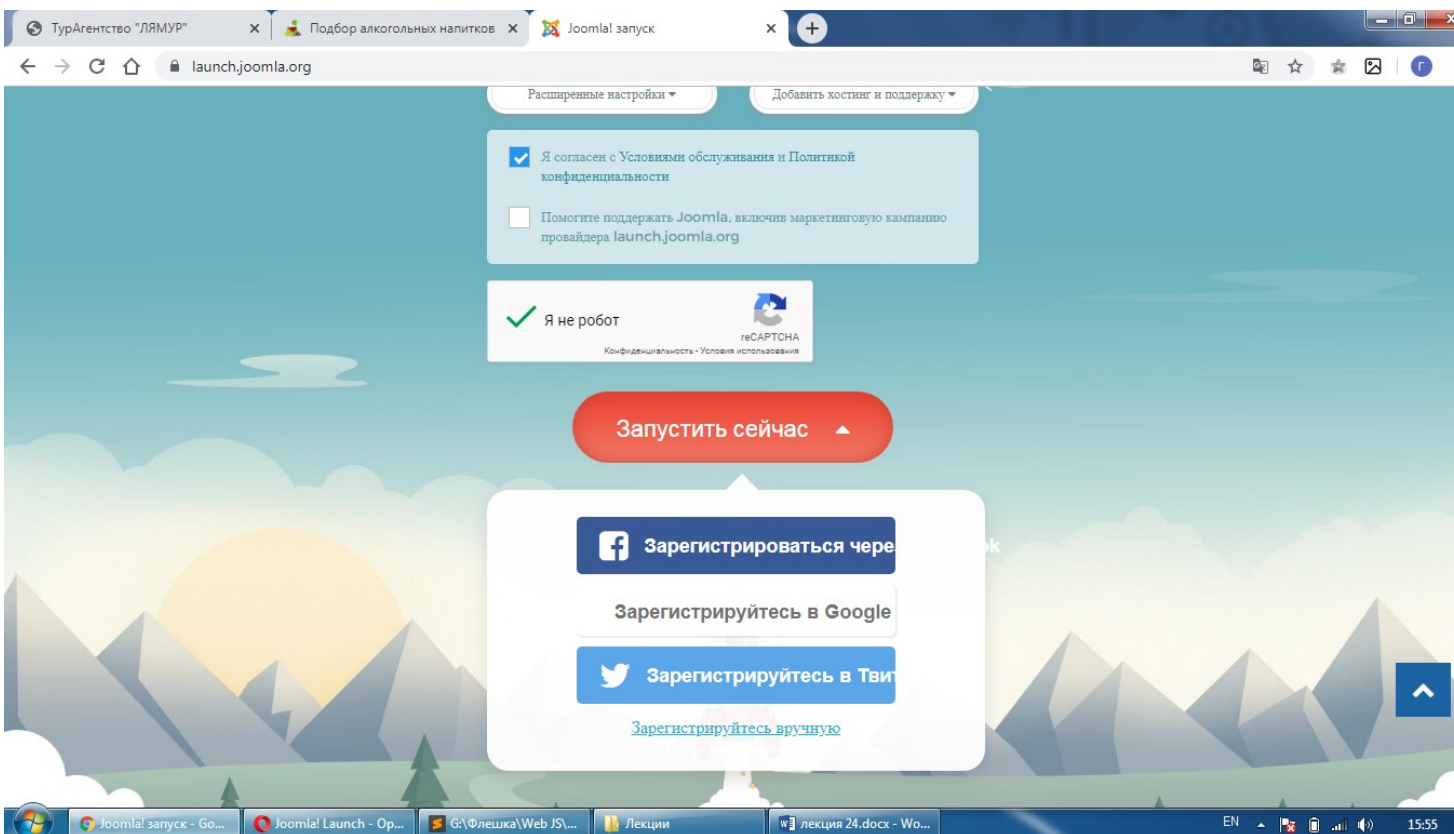 ТурАгентство "ЛЯМУР"
Подбор алкогольных напитков
Joomla! запуск
launch.joomla.org
Г
Расширенные настройки
Добавить хостинг и поддержку
Я согласен с Условиями обслуживания и Политикой
конфиденциальности
Помогите поддержать Joomla, включив маркетинговую кампанию
провайдера launch.joomla.org
Я не робот
reCAPTCHA
Конфиденциальность - Условия использования
Запустить сейчас
Зарегистрироваться чере
k
Зарегистрируйтесь в Google
Зарегистрируйтесь в Тви
Зарегистрируйтесь вручную
Joomla! запуск - Go...
Joomla! Launch - Op...
G:\Флешка\Web JS\...
Лекции
лекция 24.docx - Wo...
EN
15:55